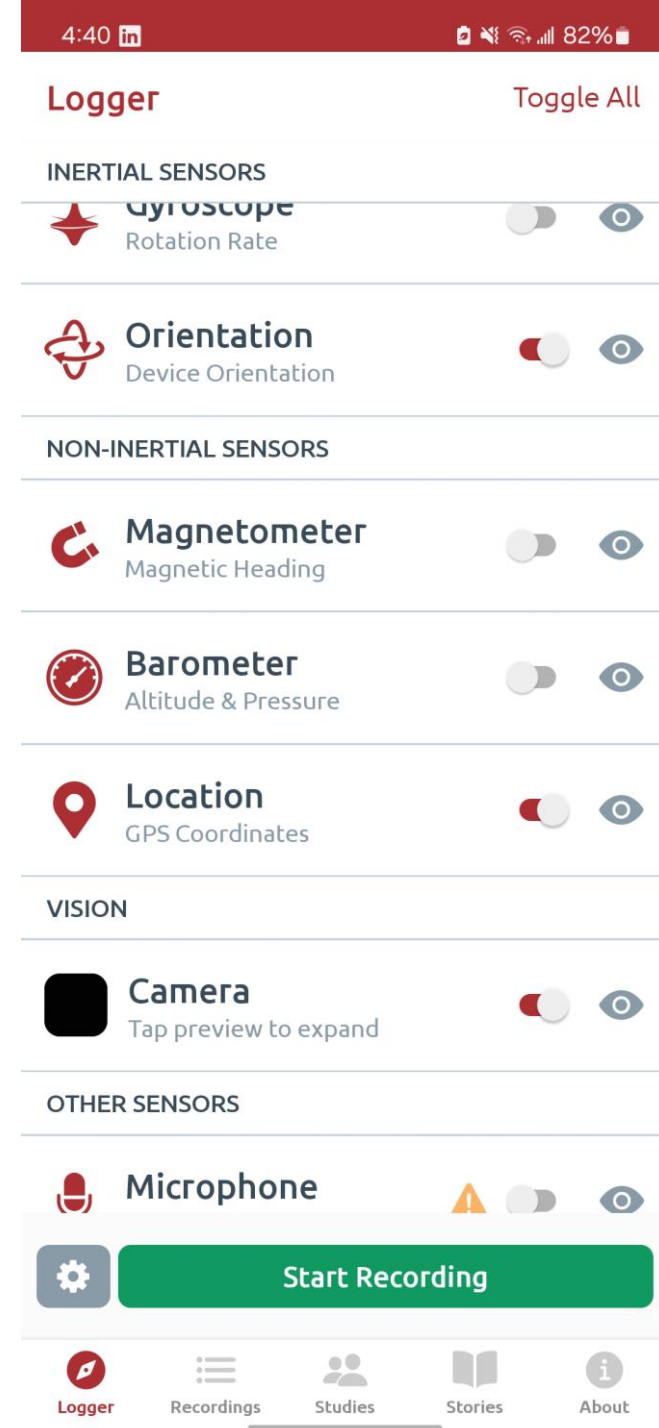 4:40 in 82%
Logger Toggle All
INERTIAL SENSORS
Gyroscope
Rotation Rate
Orientation
Device Orientation
NON-INERTIAL SENSORS
Magnetometer
Magnetic Heading
Barometer
Altitude & Pressure
Location
GPS Coordinates
VISION
Camera
Tap preview to expand
OTHER SENSORS
Microphone
Start Recording
Logger Recordings Studies Stories About